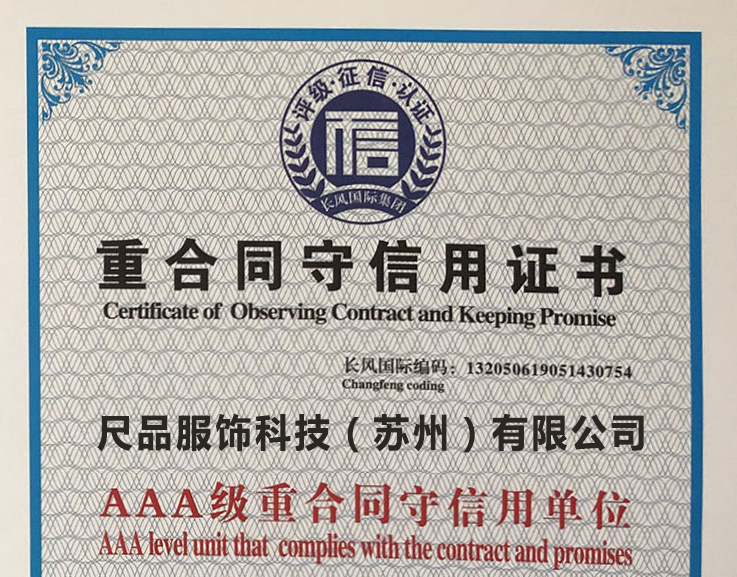 评级·征信·认证
信
长风国际集团
重合同守信用证书
Certificate of Observing Contract and Keeping Promise
长风国际编码：132050619051430754
Changfeng coding
尺品服饰科技（苏州）有限公司
AAA级重合同守信用单位
AAA level unit that complies with the contract and promises